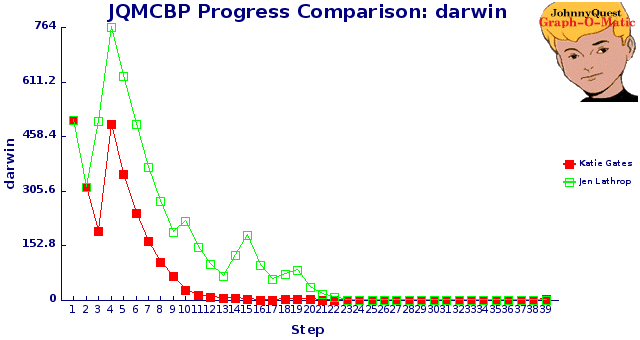 JQMCBP Progress Comparison: darwin
JohnnyQuest
Graph-O-Matic
764
611.2
458.4
305.6
152.8
0
darwin
1 2 3 4 5 6 7 8 9 10 11 12 13 14 15 16 17 18 19 20 21 22 23 24 25 26 27 28 29 30 31 32 33 34 35 36 37 38 39
Step
Katie Gates
Jen Lathrop